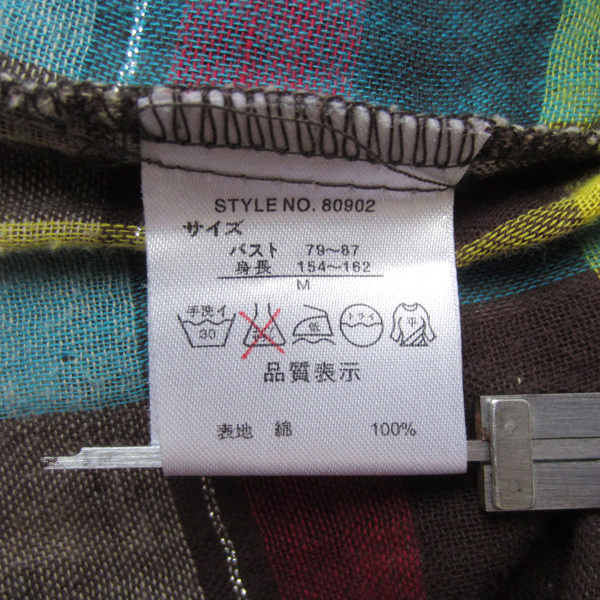 STYLE NO. 80902
サイズ
バスト 79〜87
身長 154〜162
M
手洗イ 30 低 ドライ 平
品質表示
表地 綿 100%